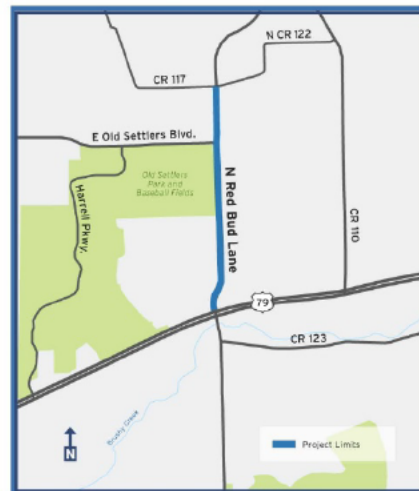 N CR 122
CR 117
E Old Settlers Blvd.
Old Settlers
Park and
Baseball Fields
Harrell Pkwy.
N Red Bud Lane
CR 110
79
CR 123
Brushy Creek
N
Project Limits